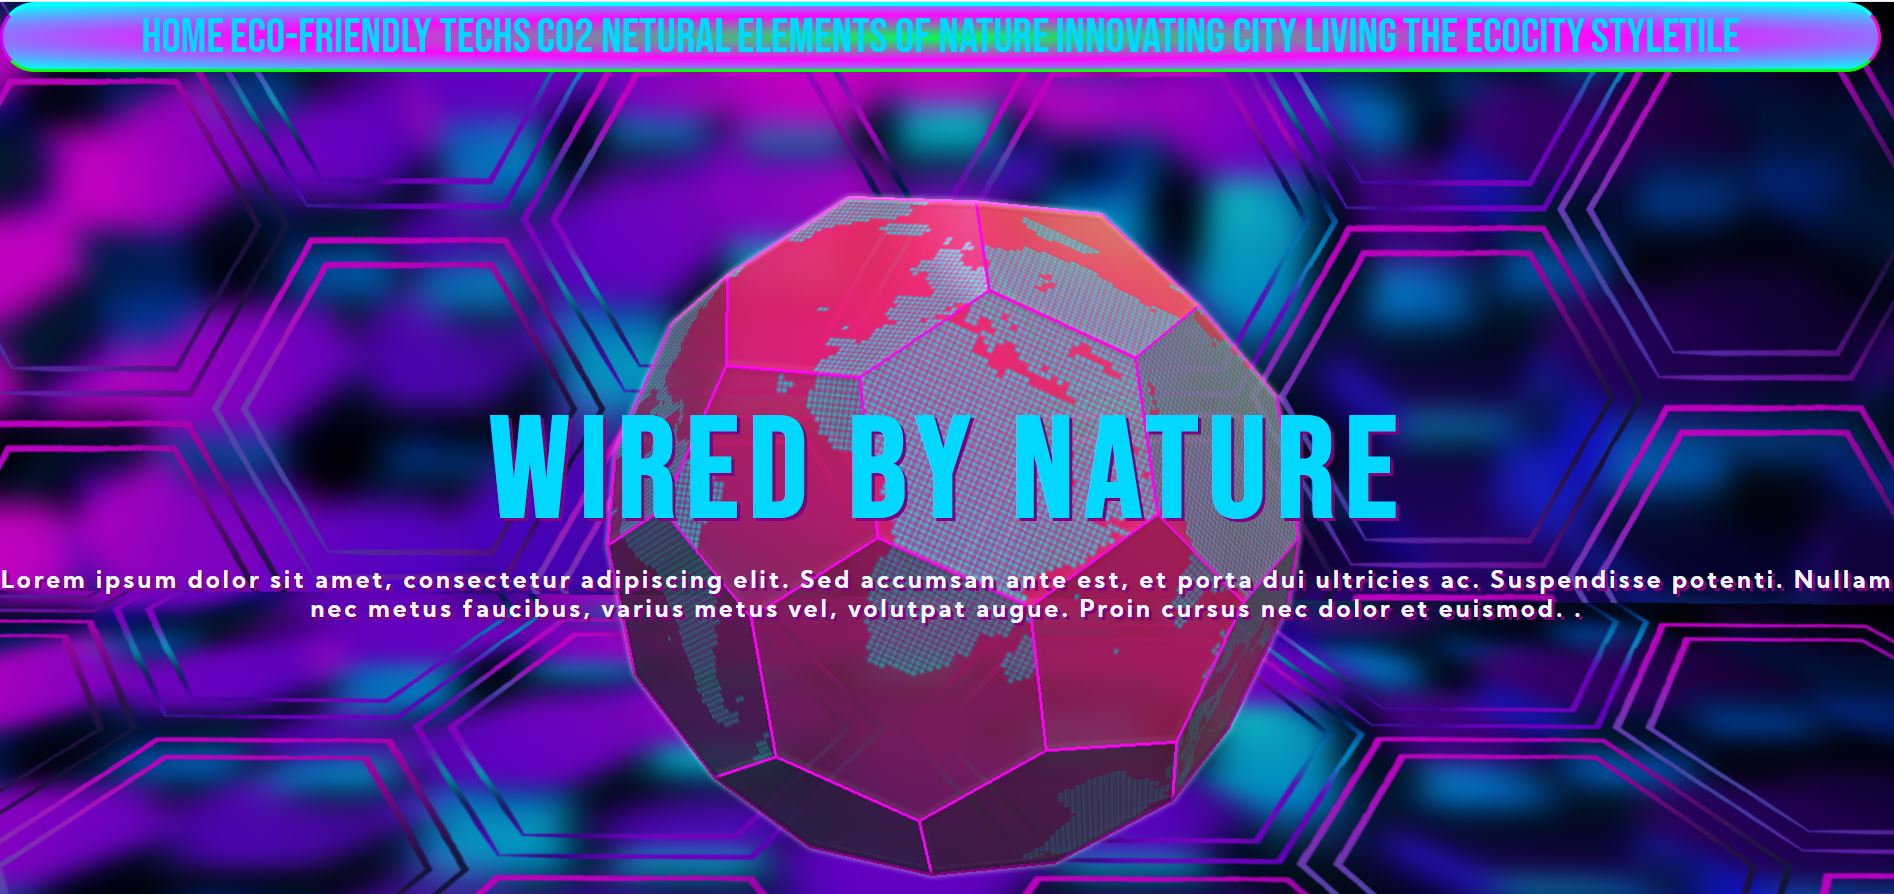 HOME ECO-FRIENDLY TECHS CO2 NETURAL ELEMENTS OF NATURE INNOVATING CITY LIVING THE ECOCITY STYLETILE
WIRED BY NATURE
Lorem ipsum dolor sit amet, consectetur adipiscing elit. Sed accumsan ante est, et porta dui ultricies ac. Suspendisse potenti. Nullam
nec metus faucibus, varius metus vel, volutpat augue. Proin cursus nec dolor et euismod. .